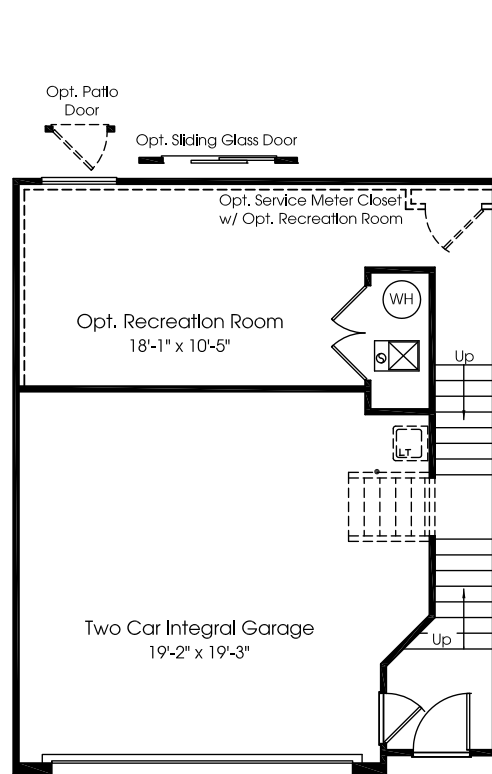 Opt. Patio
Door
Opt. Sliding Glass Door
Opt. Service Meter Closet
w/ Opt. Recreation Room
WH
Opt. Recreation Room
18'-1" x 10'-5"
Up
LT
Two Car Integral Garage
19'-2" x 19'-3"
Up